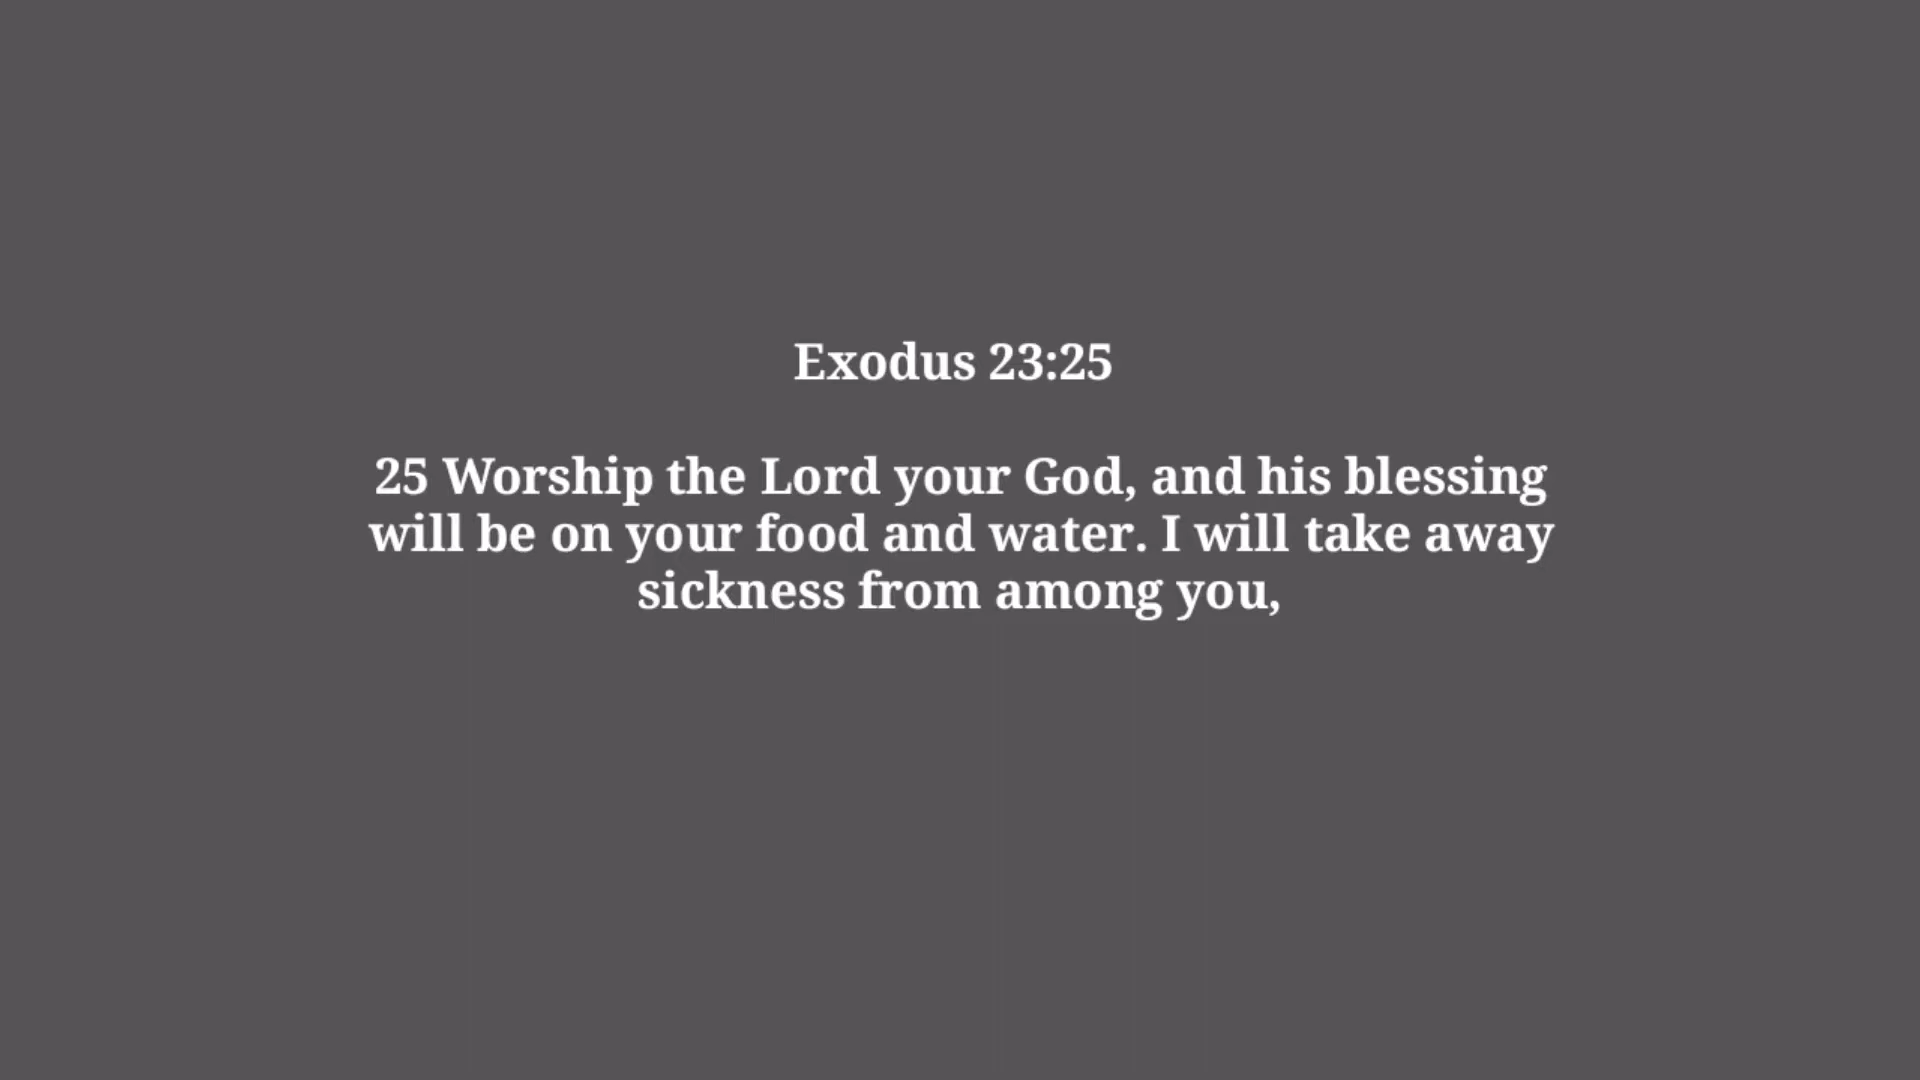 Exodus 23:25
25 Worship the Lord your God, and his blessing
will be on your food and water. I will take away
sickness from among you,